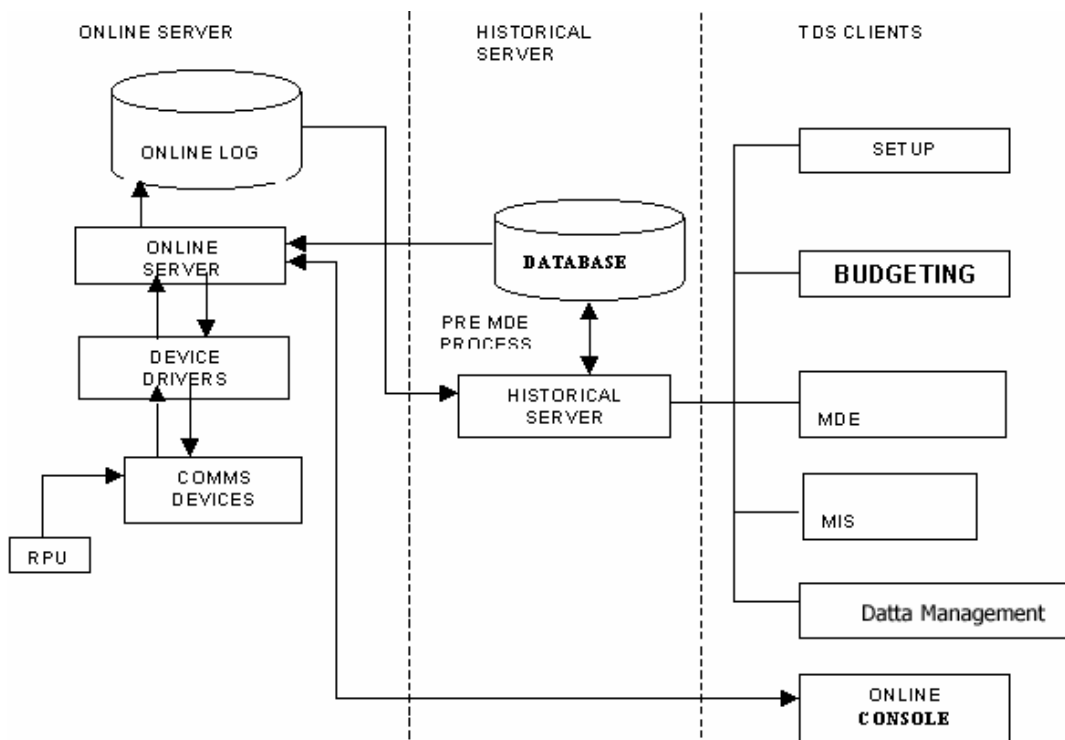 ONLINE SERVER
HISTORICAL
SERVER
TDS CLIENTS
ONLINE LOG
ONLINE
SERVER
DEVICE
DRIVERS
COMMS
DEVICES
RPU
DATABASE
PRE MDE
PROCESS
HISTORICAL
SERVER
SETUP
BUDGETING
MDE
MIS
Datta Management
ONLINE
CONSOLE